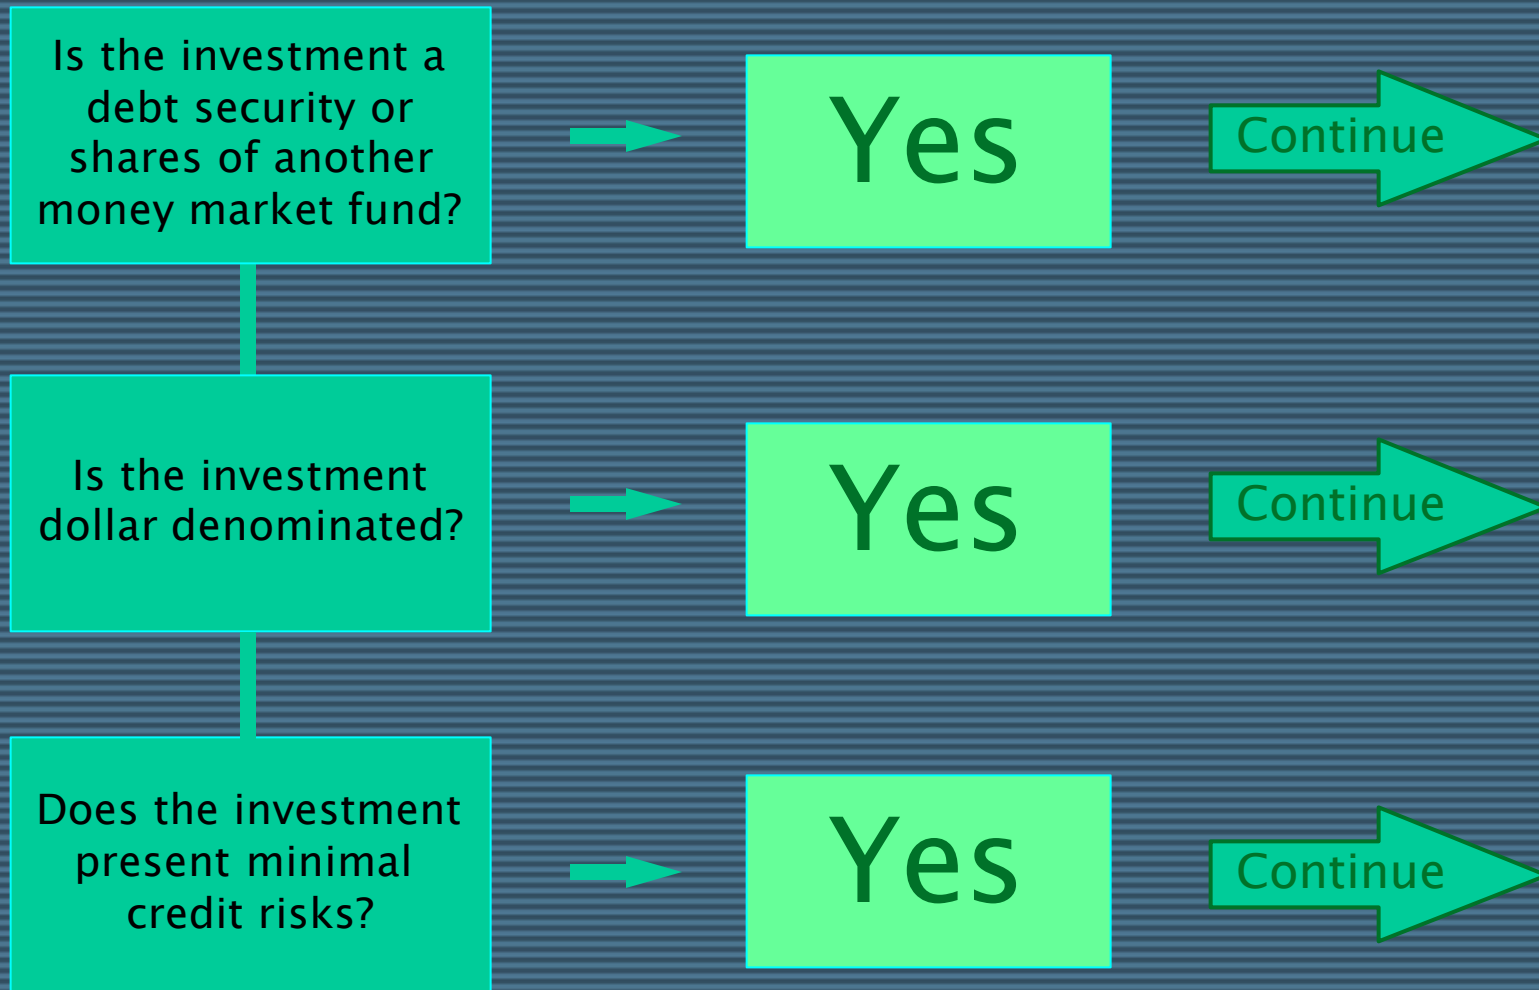 Is the investment a
debt security or
shares of another
money market fund?
Yes
Continue
Is the investment
dollar denominated?
Yes
Continue
Does the investment
present minimal
credit risks?
Yes
Continue